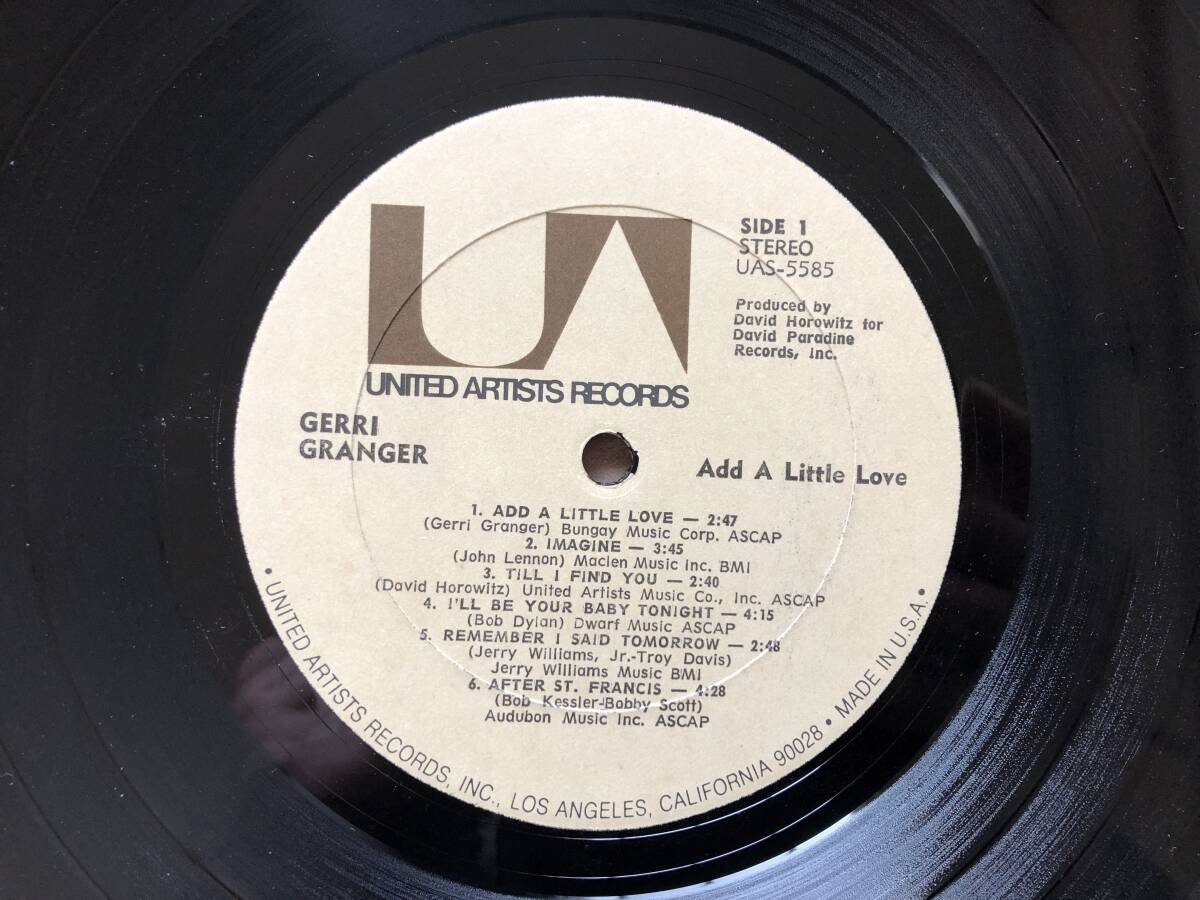 UA
UNITED ARTISTS RECORDS
SIDE 1
STEREO
UAS-5585
Produced by
David Horowitz for
David Paradine
Records, Inc.
GERRI
GRANGER
Add A Little Love
1. ADD A LITTLE LOVE — 2:47
(Gerri Granger) Bungay Music Corp. ASCAP
2. IMAGINE — 3:45
(John Lennon) Maclen Music Inc. BMI
3. TILL I FIND YOU — 2:40
(David Horowitz) United Artists Music Co., Inc. ASCAP
4. I'LL BE YOUR BABY TONIGHT — 4:15
(Bob Dylan) Dwarf Music ASCAP
5. REMEMBER I SAID TOMORROW — 2:48
(Jerry Williams, Jr.-Troy Davis)
Jerry Williams Music BMI
6. AFTER ST. FRANCIS — 4:28
(Bob Kessler-Bobby Scott)
Audubon Music Inc. ASCAP
• UNITED ARTISTS RECORDS, INC., LOS ANGELES, CALIFORNIA 90028 • MADE IN U.S.A. •